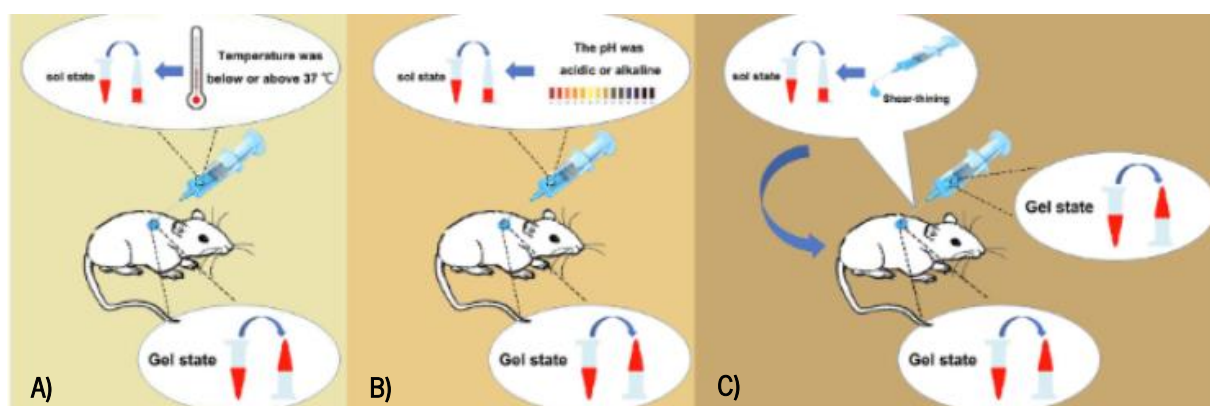 sol state
Temperature was
below or above 37 ℃
Gel state
A)
sol state
The pH was
acidic or alkaline
Gel state
B)
sol state
Shear-thining
Gel state
Gel state
C)